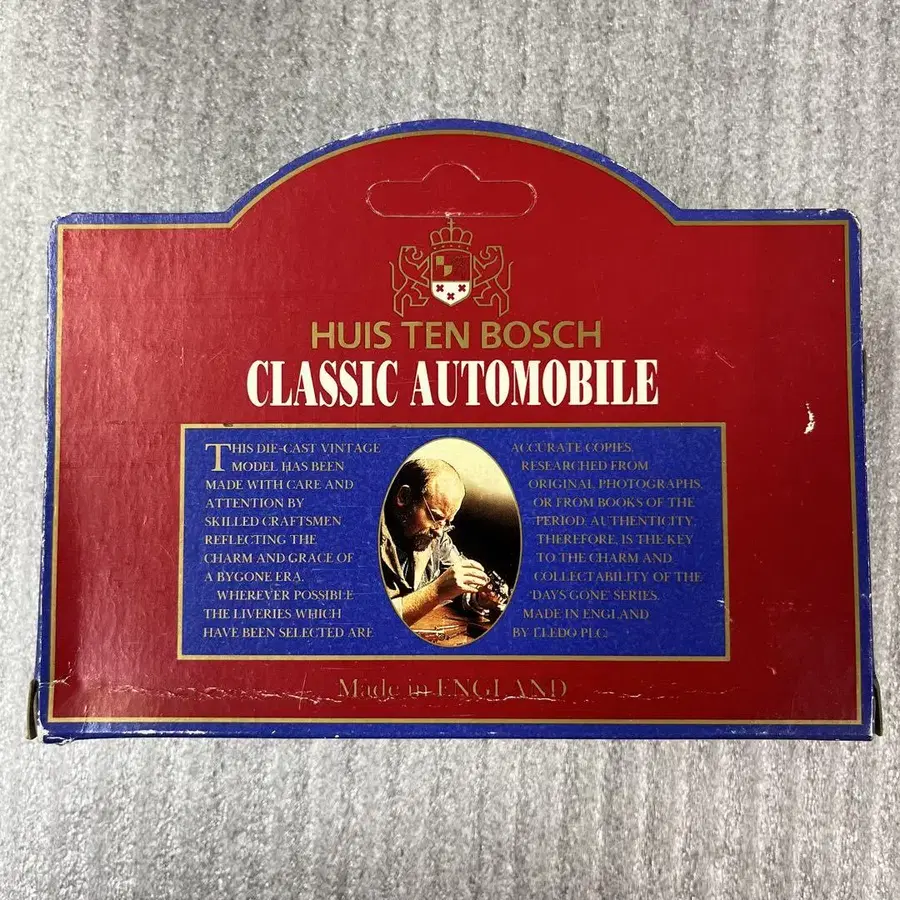 HUIS TEN BOSCH
CLASSIC AUTOMOBILE
THIS DIE-CAST VINTAGE
MODEL HAS BEEN
MADE WITH CARE AND
ATTENTION BY
SKILLED CRAFTSMEN
REFLECTING THE
CHARM AND GRACE OF
A BYGONE ERA.
WHEREVER POSSIBLE
THE LIVERIES WHICH
HAVE BEEN SELECTED ARE
ACCURATE COPIES,
RESEARCHED FROM
ORIGINAL PHOTOGRAPHS,
OR FROM BOOKS OF THE
PERIOD. AUTHENTICITY,
THEREFORE, IS THE KEY
TO THE CHARM AND
COLLECTABILITY OF THE
'DAYS GONE' SERIES.
MADE IN ENGLAND
BY LLEDO PLC.
Made in ENGLAND